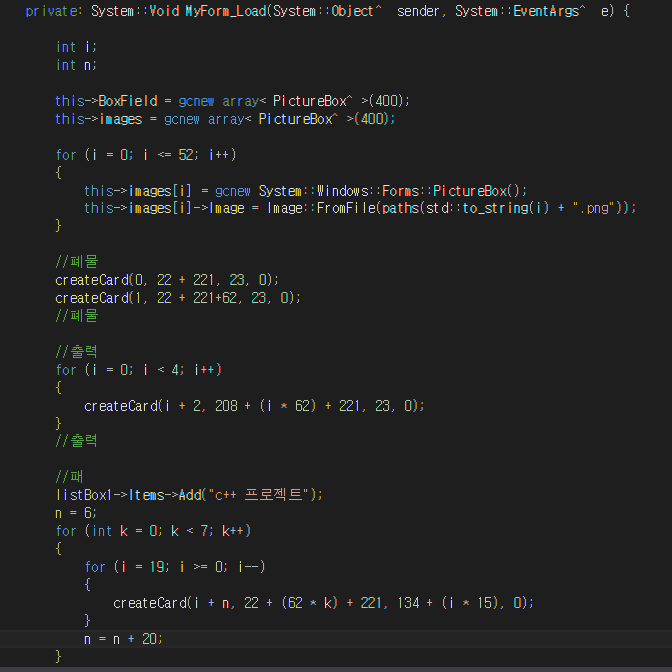 private: System::Void MyForm_Load(System::Object^  sender, System::EventArgs^  e) {
int i;
int n;
this->BoxField = gcnew array< PictureBox^ >(400);
this->images = gcnew array< PictureBox^ >(400);
for (i = 0; i <= 52; i++)
{
this->images[i] = gcnew System::Windows::Forms::PictureBox();
this->images[i]->Image = Image::FromFile(paths(std::to_string(i) + ".png"));
}
//폐물
createCard(0, 22 + 221, 23, 0);
createCard(1, 22 + 221+62, 23, 0);
//폐물
//출력
for (i = 0; i < 4; i++)
{
createCard(i + 2, 208 + (i * 62) + 221, 23, 0);
}
//출력
//패
listBox1->Items->Add("c++ 프로젝트");
n = 6;
for (int k = 0; k < 7; k++)
{
for (i = 19; i >= 0; i--)
{
createCard(i + n, 22 + (62 * k) + 221, 134 + (i * 15), 0);
}
n = n + 20;
}